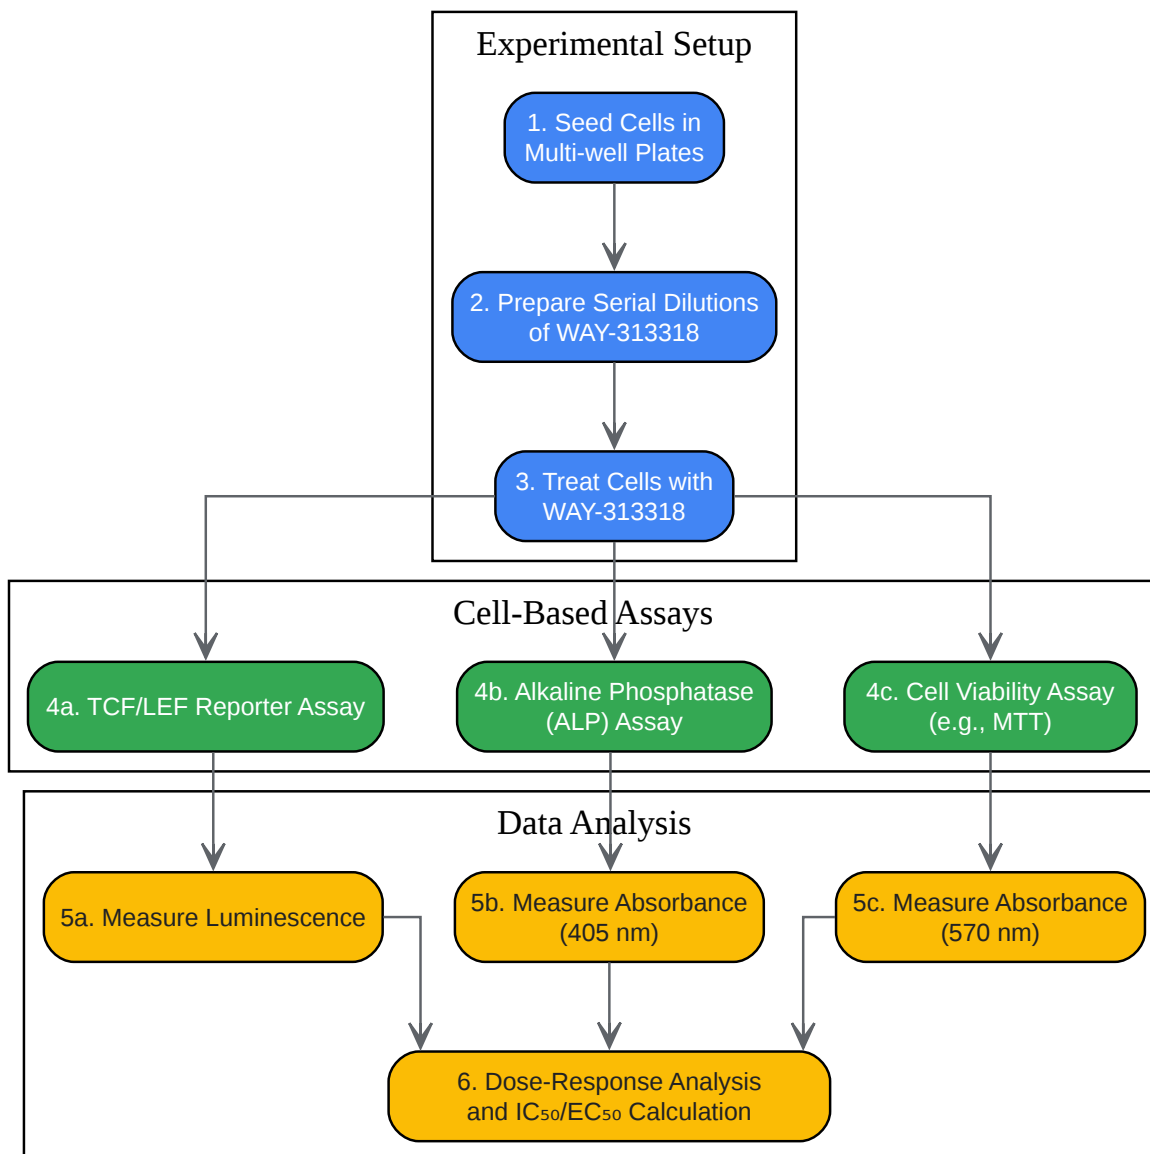 Experimental Setup
1. Seed Cells in
Multi-well Plates
2. Prepare Serial Dilutions
of WAY-313318
3. Treat Cells with
WAY-313318
Cell-Based Assays
4a. TCF/LEF Reporter Assay
4b. Alkaline Phosphatase
(ALP) Assay
4c. Cell Viability Assay
(e.g., MTT)
Data Analysis
5a. Measure Luminescence
5b. Measure Absorbance
(405 nm)
5c. Measure Absorbance
(570 nm)
6. Dose-Response Analysis
and IC₅₀/EC₅₀ Calculation